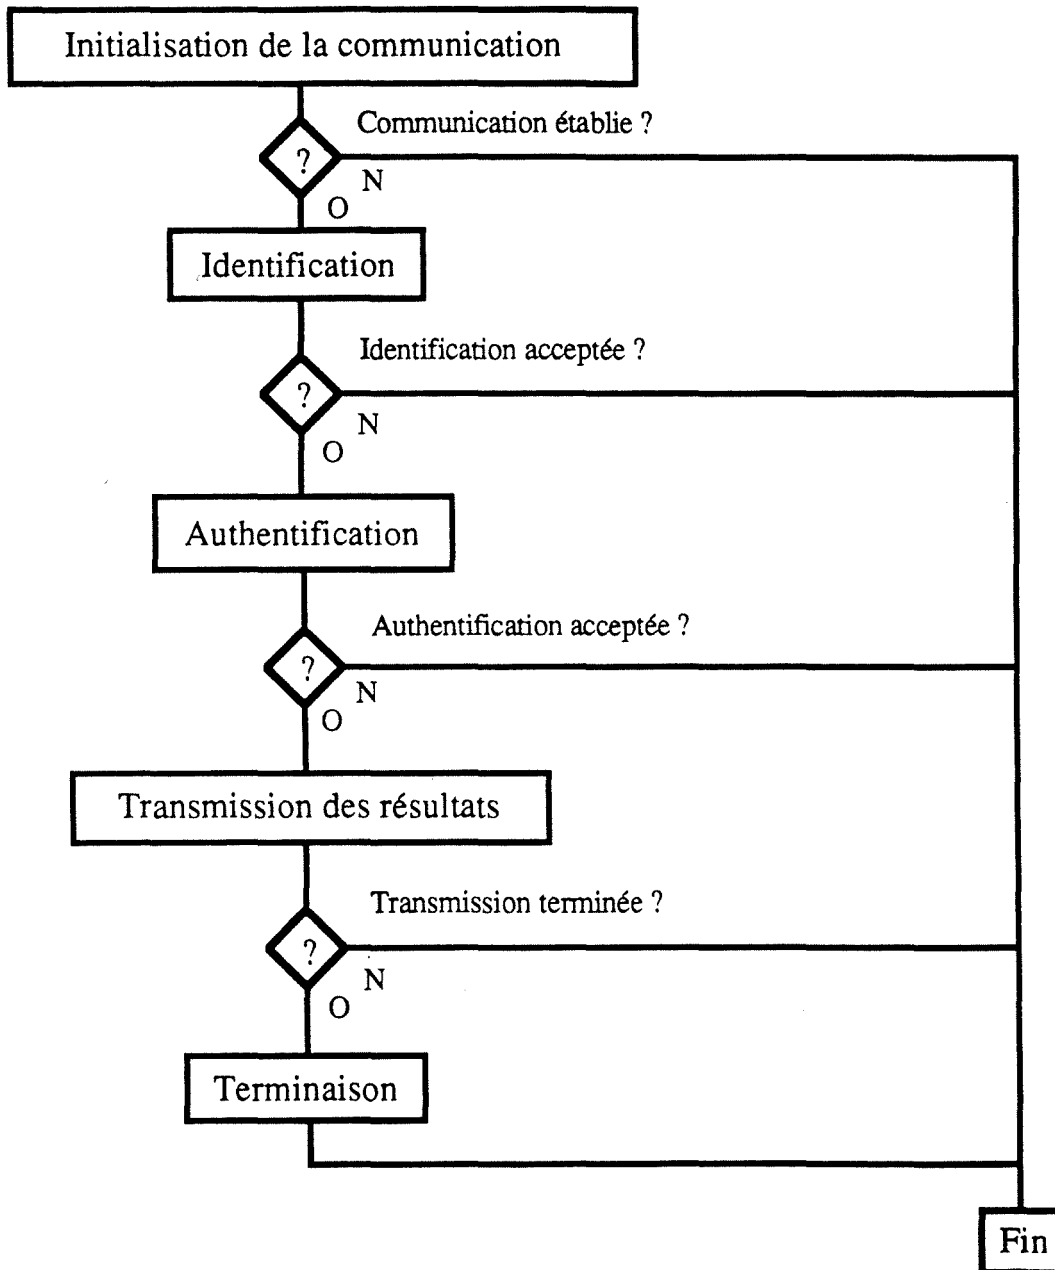 Initialisation de la communication
Communication établie ?
?
N
O
Identification
Identification acceptée ?
?
N
O
Authentification
Authentification acceptée ?
?
N
O
Transmission des résultats
Transmission terminée ?
?
N
O
Terminaison
Fin